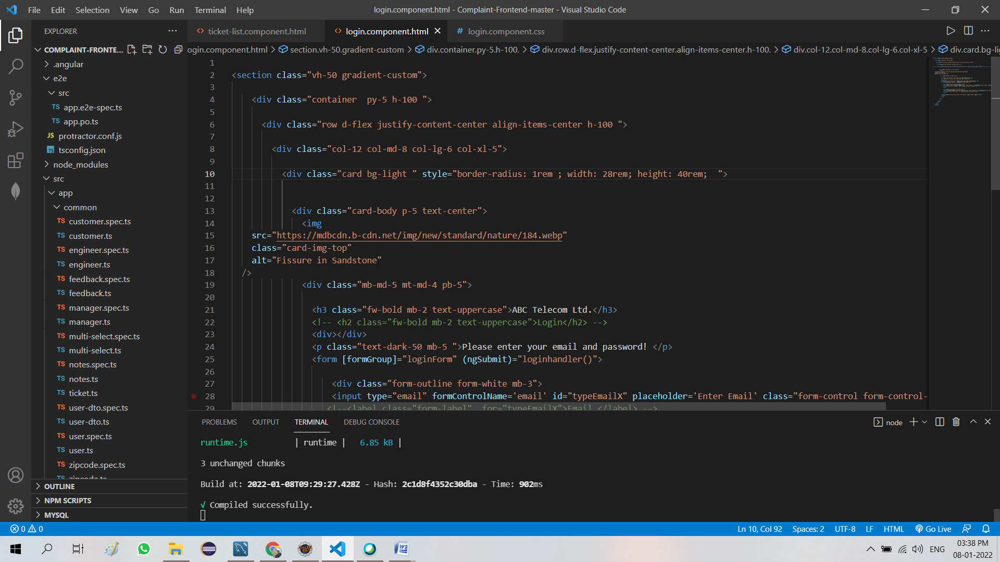 File Edit Selection View Go Run Terminal Help
login.component.html - Complaint-Frontend-master - Visual Studio Code
EXPLORER
COMPLAINT-FRONTE...
.angular
e2e
src
TS app.e2e-spec.ts
TS app.po.ts
JS protractor.conf.js
TS tsconfig.json
node_modules
src
app
common
TS customer.spec.ts
TS customer.ts
TS engineer.spec.ts
TS engineer.ts
TS feedback.spec.ts
TS feedback.ts
TS manager.spec.ts
TS manager.ts
TS multi-select.spec.ts
TS multi-select.ts
TS notes.spec.ts
TS notes.ts
TS ticket.ts
TS user-dto.spec.ts
TS user-dto.ts
TS user.spec.ts
TS user.ts
TS zipcode.spec.ts
TS zipcode.ts
OUTLINE
NPM SCRIPTS
MYSQL
ticket-list.component.html login.component.html # login.component.css
ogin.component.html > section.vh-50.gradient-custom > div.container.py-5.h-100. > div.row.d-flex.justify-content-center.align-items-center.h-100. > div.col-12.col-md-8.col-lg-6.col-xl-5 > div.card.bg-li
1
2 <section class="vh-50 gradient-custom">
3
4 <div class="container  py-5 h-100 ">
5
6 <div class="row d-flex justify-content-center align-items-center h-100 ">
7
8 <div class="col-12 col-md-8 col-lg-6 col-xl-5">
9
10 <div class="card bg-light " style="border-radius: 1rem ; width: 28rem; height: 40rem;  ">
11
12
13 <div class="card-body p-5 text-center">
14 <img
15 src="https://mdbcdn.b-cdn.net/img/new/standard/nature/184.webp"
16 class="card-img-top"
17 alt="Fissure in Sandstone"
18 />
19 <div class="mb-md-5 mt-md-4 pb-5">
20
21 <h3 class="fw-bold mb-2 text-uppercase">ABC Telecom Ltd.</h3>
22 <!-- <h2 class="fw-bold mb-2 text-uppercase">Login</h2> -->
23 <div></div>
24 <p class="text-dark-50 mb-5 ">Please enter your email and password! </p>
25 <form [formGroup]="loginForm" (ngSubmit)="loginhandler()">
26
27 <div class="form-outline form-white mb-3">
28 <input type="email" formControlName='email' id="typeEmailX" placeholder='Enter Email' class="form-control form-control-
29 <!--<label class="form-label"  for="typeEmailX">Email </label> -->
PROBLEMS OUTPUT TERMINAL DEBUG CONSOLE
node
runtime.js | runtime | 6.85 kB |
3 unchanged chunks
Build at: 2022-01-08T09:29:27.428Z - Hash: 2c1d8f4352c30dba - Time: 902ms
√ Compiled successfully.
0 0
Ln 10, Col 92 Spaces: 2 UTF-8 LF HTML Go Live
ENG
03:38 PM
08-01-2022